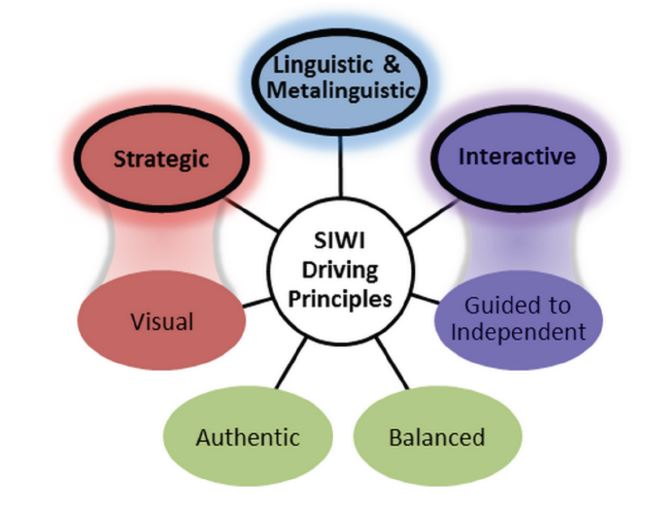 Linguistic &
Metalinguistic
Strategic
Interactive
SIWI
Driving
Principles
Visual
Guided to
Independent
Authentic
Balanced